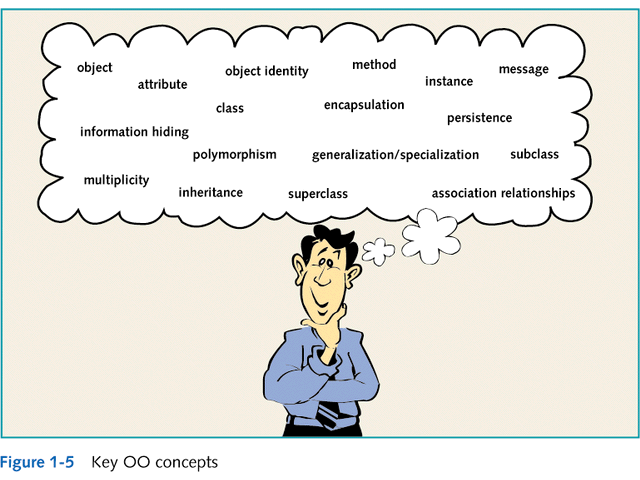 object
attribute
object identity
method
instance
message
class
encapsulation
persistence
information hiding
polymorphism
generalization/specialization
subclass
multiplicity
inheritance
superclass
association relationships
Figure 1-5 Key OO concepts